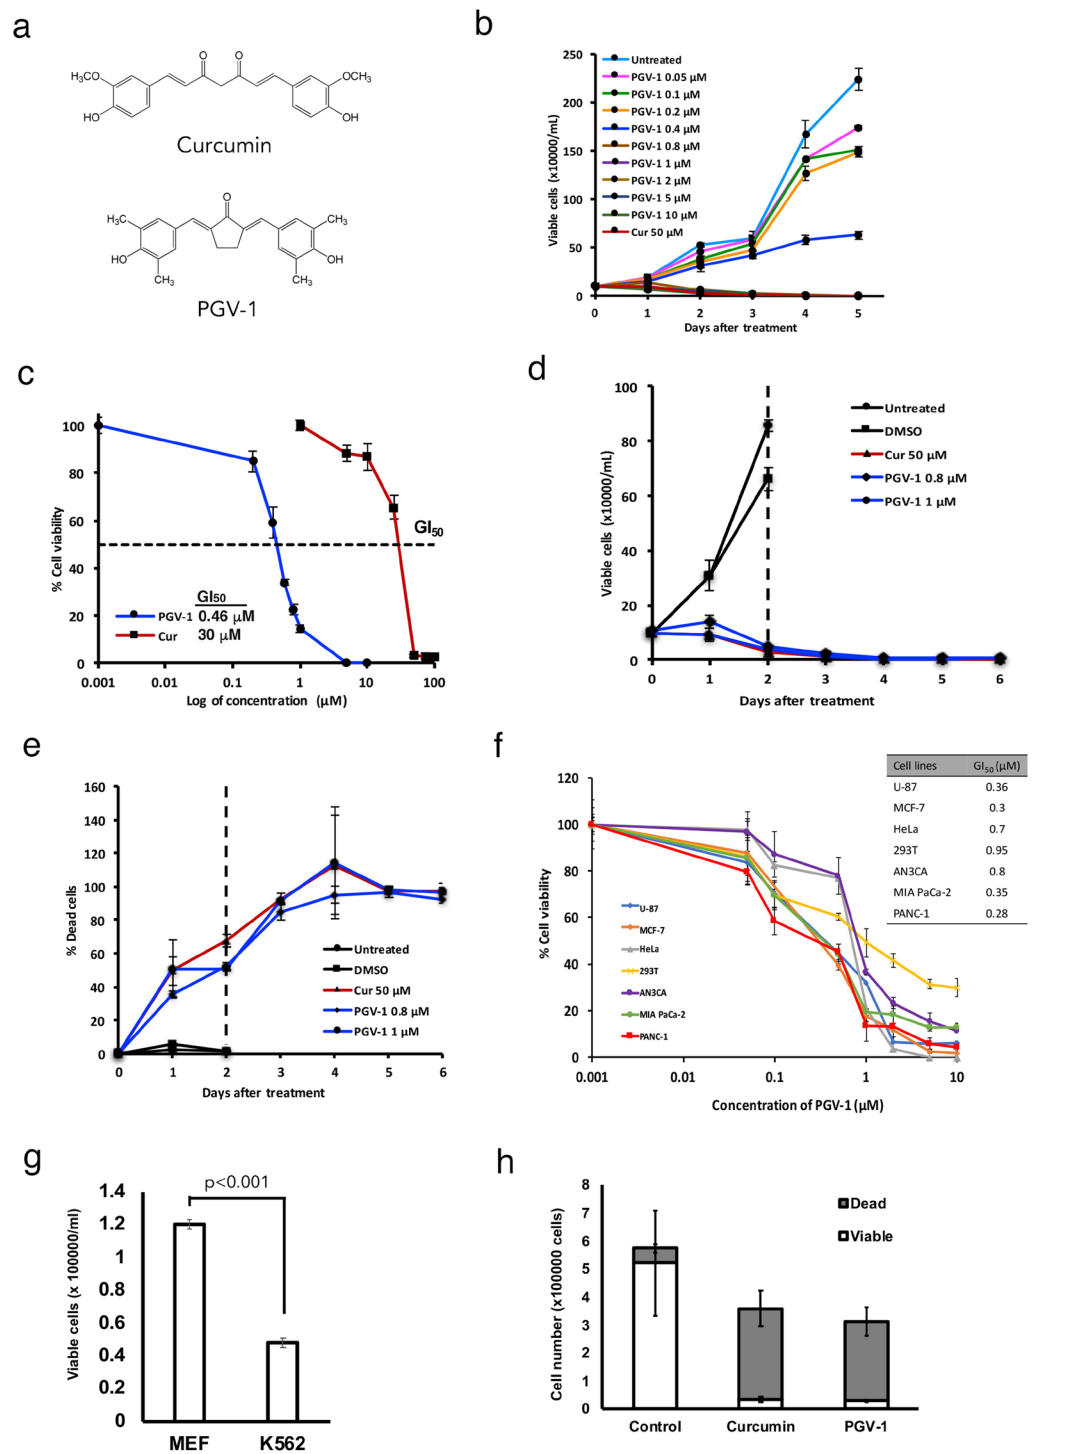 a
O
O
H₃CO
OCH₃
HO
OH
Curcumin
O
H₃C
CH₃
HO
OH
CH₃
CH₃
PGV-1
b
250
200
150
100
50
0
Viable cells (x10000/mL)
Untreated
PGV-1 0.05 µM
PGV-1 0.1 µM
PGV-1 0.2 µM
PGV-1 0.4 µM
PGV-1 0.8 µM
PGV-1 1 µM
PGV-1 2 µM
PGV-1 5 µM
PGV-1 10 µM
Cur 50 µM
0 1 2 3 4 5
Days after treatment
c
100
80
60
40
20
0
% Cell viability
GI50
GI50
PGV-1 0.46 µM
Cur 30 µM
0.001 0.01 0.1 1 10 100
Log of concentration (µM)
d
100
80
60
40
20
0
Viable cells (x10000/mL)
Untreated
DMSO
Cur 50 µM
PGV-1 0.8 µM
PGV-1 1 µM
0 1 2 3 4 5 6
Days after treatment
e
160
140
120
100
80
60
40
20
0
% Dead cells
Untreated
DMSO
Cur 50 µM
PGV-1 0.8 µM
PGV-1 1 µM
0 1 2 3 4 5 6
Days after treatment
f
Cell lines GI50 (µM)
U-87 0.36
MCF-7 0.3
HeLa 0.7
293T 0.95
AN3CA 0.8
MIA PaCa-2 0.35
PANC-1 0.28
120
100
80
60
40
20
0
% Cell viability
U-87
MCF-7
HeLa
293T
AN3CA
MIA PaCa-2
PANC-1
0.001 0.01 0.1 1 10
Concentration of PGV-1 (µM)
g
p<0.001
1.4
1.2
1
0.8
0.6
0.4
0.2
0
Viable cells (x 100000/ml)
MEF K562
h
8
7
6
5
4
3
2
1
0
Cell number (x100000 cells)
Dead
Viable
Control Curcumin PGV-1